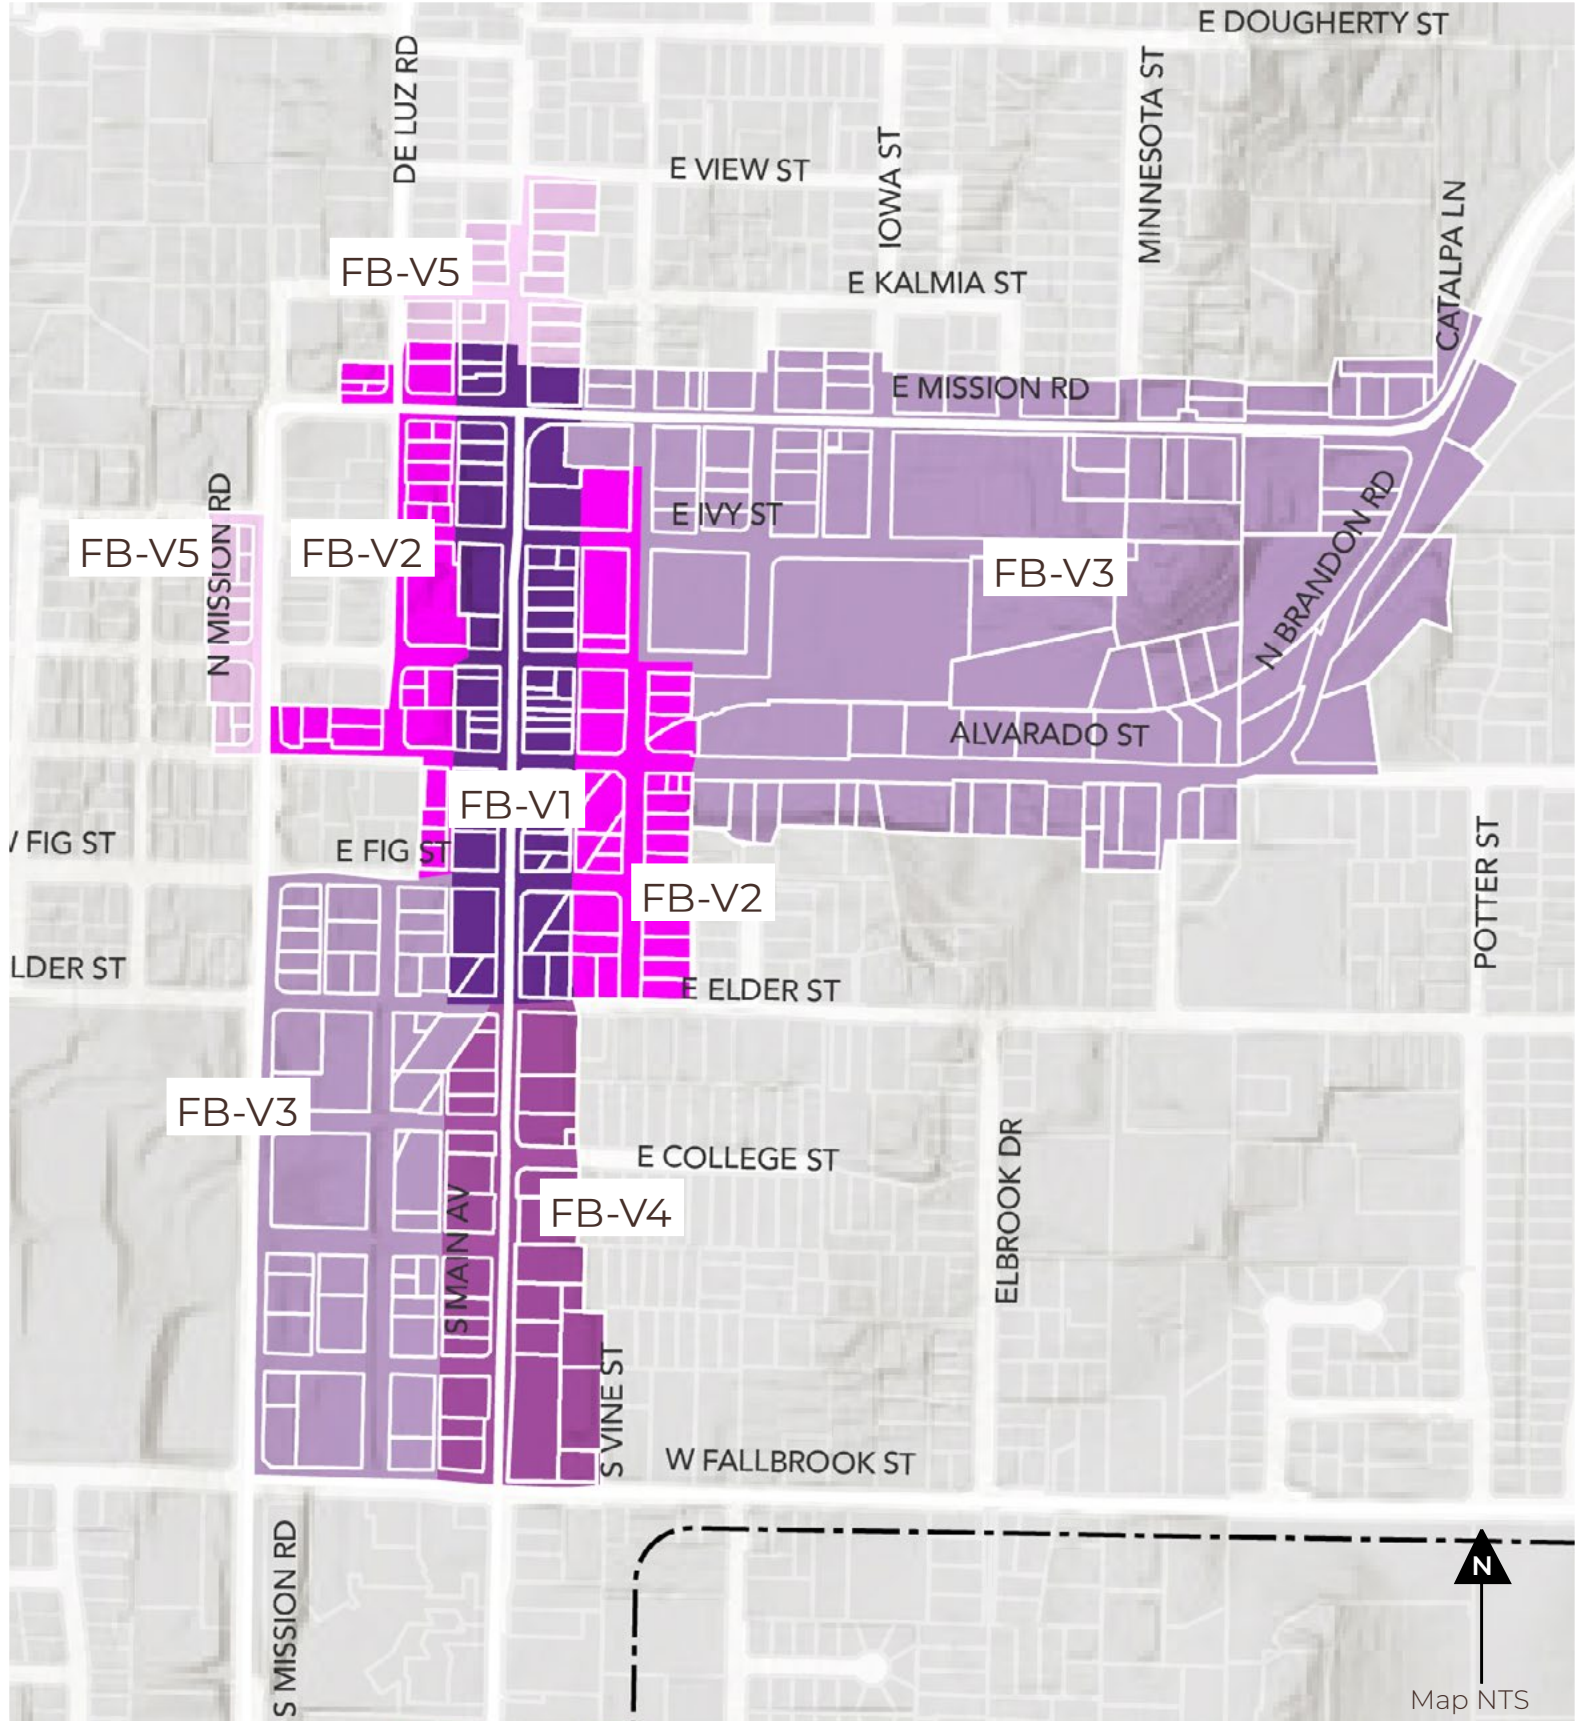 E DOUGHERTY ST
DE LUZ RD
MINNESOTA ST
E VIEW ST
IOWA ST
CATALPA LN
FB-V5
E KALMIA ST
E MISSION RD
N MISSION RD
E IVY ST
N BRANDON RD
FB-V5
FB-V2
FB-V3
ALVARADO ST
FB-V1
FIG ST
E FIG ST
POTTER ST
FB-V2
LDER ST
E ELDER ST
FB-V3
E COLLEGE ST
ELBROOK DR
S MAIN AV
FB-V4
S VINE ST
W FALLBROOK ST
S MISSION RD
N
Map NTS